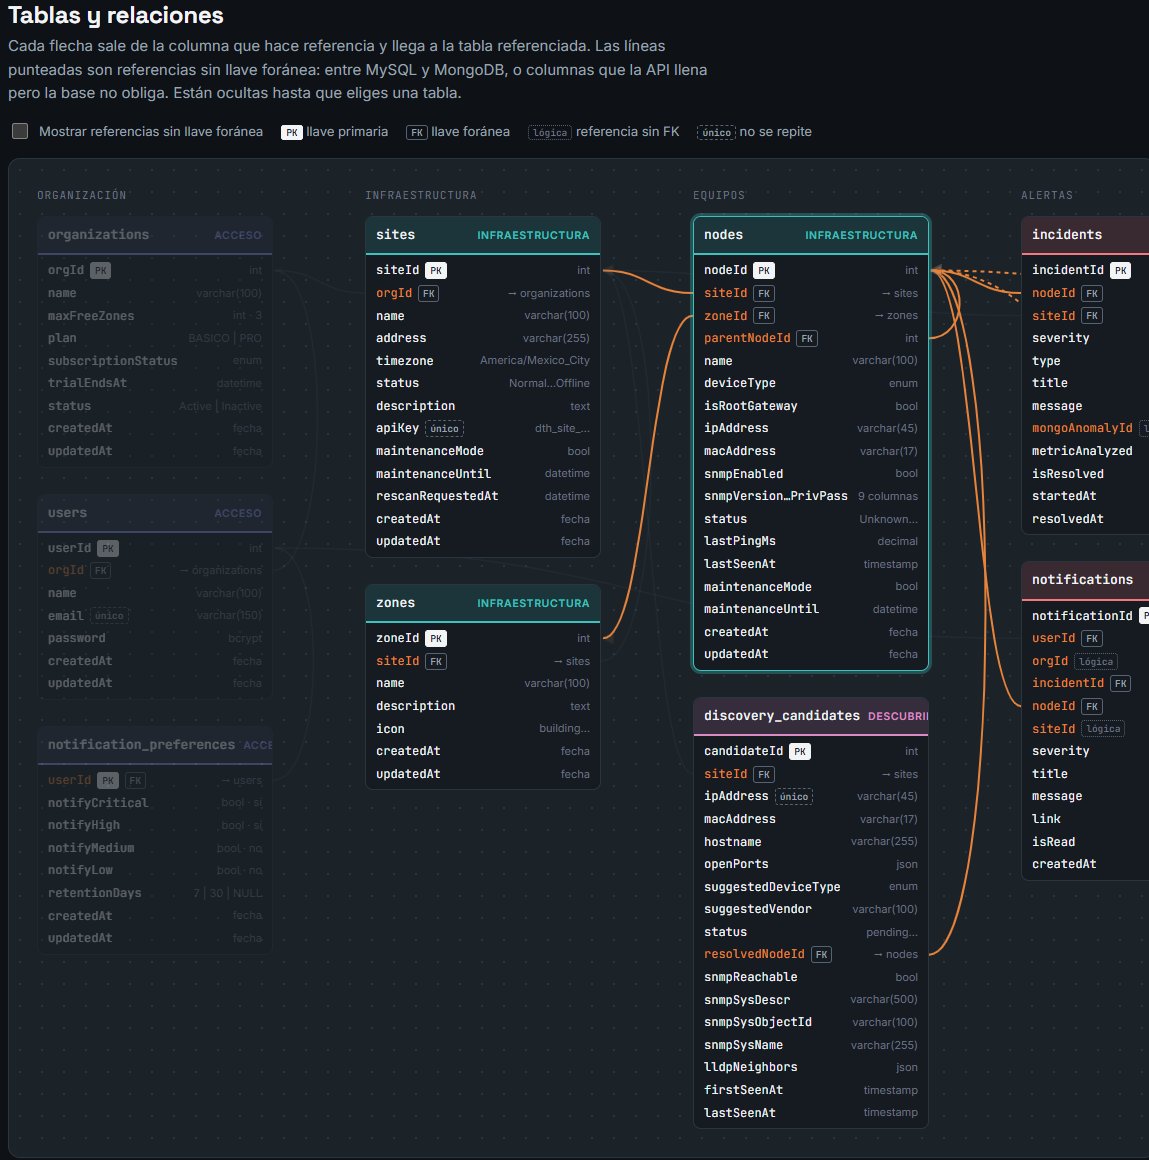 Tablas y relaciones
Cada flecha sale de la columna que hace referencia y llega a la tabla referenciada. Las líneas
punteadas son referencias sin llave foránea: entre MySQL y MongoDB, o columnas que la API llena
pero la base no obliga. Están ocultas hasta que eliges una tabla.
Mostrar referencias sin llave foránea PK llave primaria FK llave foránea lógica referencia sin FK único no se repite
ORGANIZACIÓN
organizations ACCESO
orgId PK int
name varchar(100)
maxFreeZones int · 3
plan BASICO | PRO
subscriptionStatus enum
trialEndsAt datetime
status Active | Inactive
createdAt fecha
updatedAt fecha
users ACCESO
userId PK int
orgId FK → organizations
name varchar(100)
email único varchar(150)
password bcrypt
createdAt fecha
updatedAt fecha
notification_preferences ACCE
userId PK FK → users
notifyCritical bool · sí
notifyHigh bool · sí
notifyMedium bool · no
notifyLow bool · no
retentionDays 7 | 30 | NULL
createdAt fecha
updatedAt fecha
INFRAESTRUCTURA
sites INFRAESTRUCTURA
siteId PK int
orgId FK → organizations
name varchar(100)
address varchar(255)
timezone America/Mexico_City
status Normal...Offline
description text
apiKey único dth_site_...
maintenanceMode bool
maintenanceUntil datetime
rescanRequestedAt datetime
createdAt fecha
updatedAt fecha
zones INFRAESTRUCTURA
zoneId PK int
siteId FK → sites
name varchar(100)
description text
icon building...
createdAt fecha
updatedAt fecha
EQUIPOS
nodes INFRAESTRUCTURA
nodeId PK int
siteId FK → sites
zoneId FK → zones
parentNodeId FK int
name varchar(100)
deviceType enum
isRootGateway bool
ipAddress varchar(45)
macAddress varchar(17)
snmpEnabled bool
snmpVersion…PrivPass 9 columnas
status Unknown...
lastPingMs decimal
lastSeenAt timestamp
maintenanceMode bool
maintenanceUntil datetime
createdAt fecha
updatedAt fecha
discovery_candidates DESCUBRI
candidateId PK int
siteId FK → sites
ipAddress único varchar(45)
macAddress varchar(17)
hostname varchar(255)
openPorts json
suggestedDeviceType enum
suggestedVendor varchar(100)
status pending...
resolvedNodeId FK → nodes
snmpReachable bool
snmpSysDescr varchar(500)
snmpSysObjectId varchar(100)
snmpSysName varchar(255)
lldpNeighbors json
firstSeenAt timestamp
lastSeenAt timestamp
ALERTAS
incidents
incidentId PK
nodeId FK
siteId FK
severity
type
title
message
mongoAnomalyId
metricAnalyzed
isResolved
startedAt
resolvedAt
notifications
notificationId P
userId FK
orgId lógica
incidentId FK
nodeId FK
siteId lógica
severity
title
message
link
isRead
createdAt